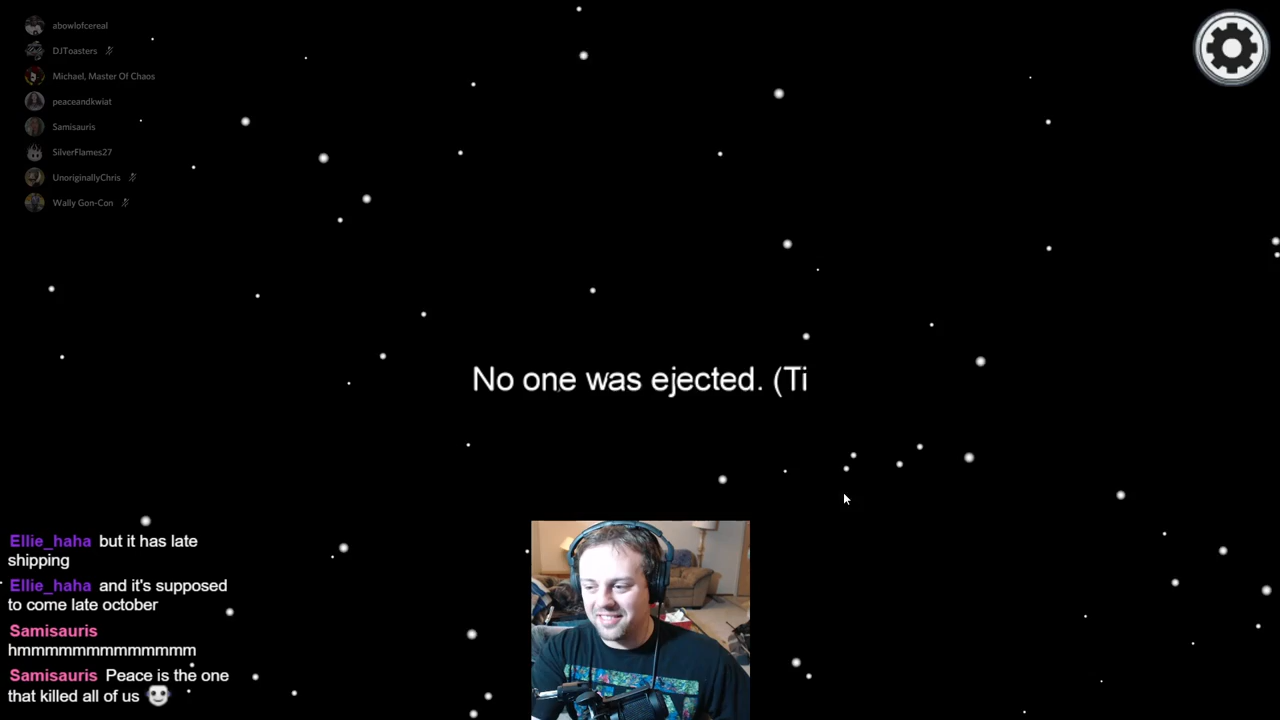 abowlofcereal
DJToasters
Michael, Master Of Chaos
peaceandkwiat
Samisauris
SilverFlames27
UnoriginallyChris
Wally Gon-Con
No one was ejected. (Ti
Ellie_haha but it has late
shipping
Ellie_haha and it's supposed
to come late october
Samisauris
hmmmmmmmmmmmmmm
Samisauris Peace is the one
that killed all of us